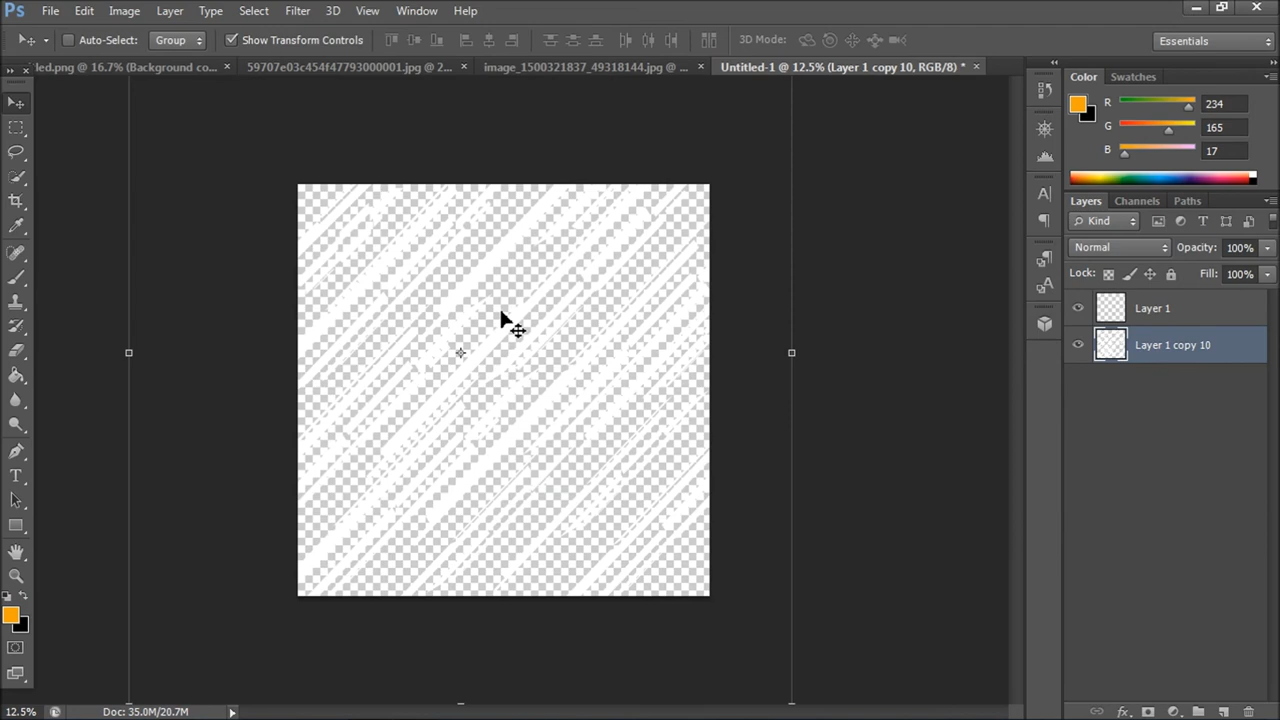 Ps File Edit Image Layer Type Select Filter 3D View Window Help
Auto-Select: Group Show Transform Controls 3D Mode: Essentials
led.png @ 16.7% (Background co... × 59707e03c454f47793000001.jpg @ 2... × image_1500321837_49318144.jpg @ ... × Untitled-1 @ 12.5% (Layer 1 copy 10, RGB/8) * ×
Color Swatches
R 234
G 165
B 17
Layers Channels Paths
Kind
Normal Opacity: 100%
Lock: Fill: 100%
Layer 1
Layer 1 copy 10
12.5% Doc: 35.0M/20.7M